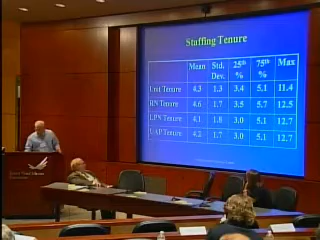 Staffing Tenure
Mean Std. Dev. 25th % 75th % Max
Unit Tenure 4.3 1.3 3.4 5.1 11.4
RN Tenure 4.6 1.7 3.5 5.7 12.5
LPN Tenure 4.1 1.8 3.0 5.1 12.7
UAP Tenure 4.2 1.7 3.0 5.1 12.7